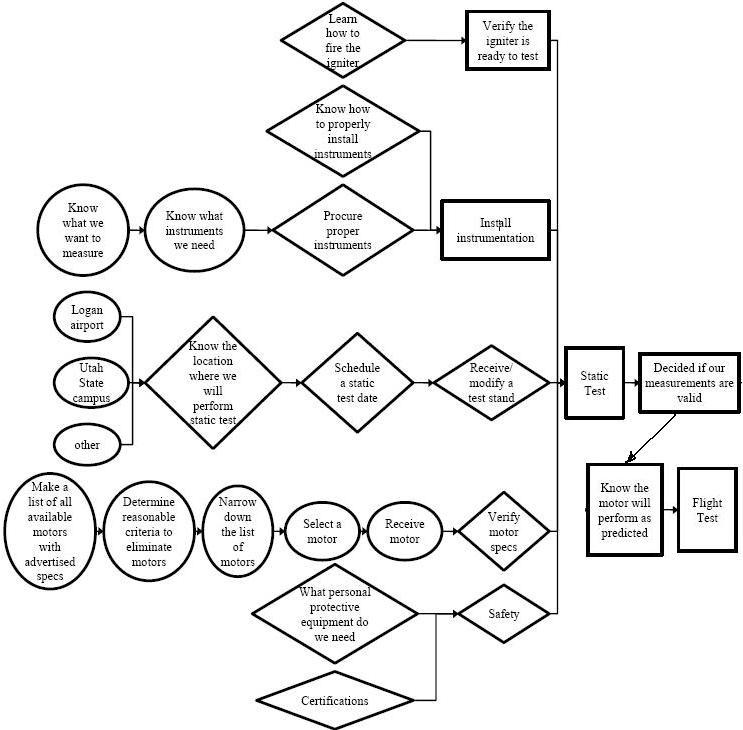 Learn
how to
fire the
igniter
Verify the
igniter is
ready to test
Know how
to properly
install
instruments
Know
what we
want to
measure
Know what
instruments
we need
Procure
proper
instruments
Install
instrumentation
Logan
airport
Utah
State
campus
other
Know the
location
where we
will
perform
static test
Schedule
a static
test date
Receive/
modify a
test stand
Static
Test
Decided if our
measurements are
valid
Make a
list of all
available
motors
with
advertised
specs
Determine
reasonable
criteria to
eliminate
motors
Narrow
down
the list
of
motors
Select a
motor
Receive
motor
Verify
motor
specs
Know the
motor will
perform as
predicted
Flight
Test
What personal
protective
equipment do
we need
Safety
Certifications